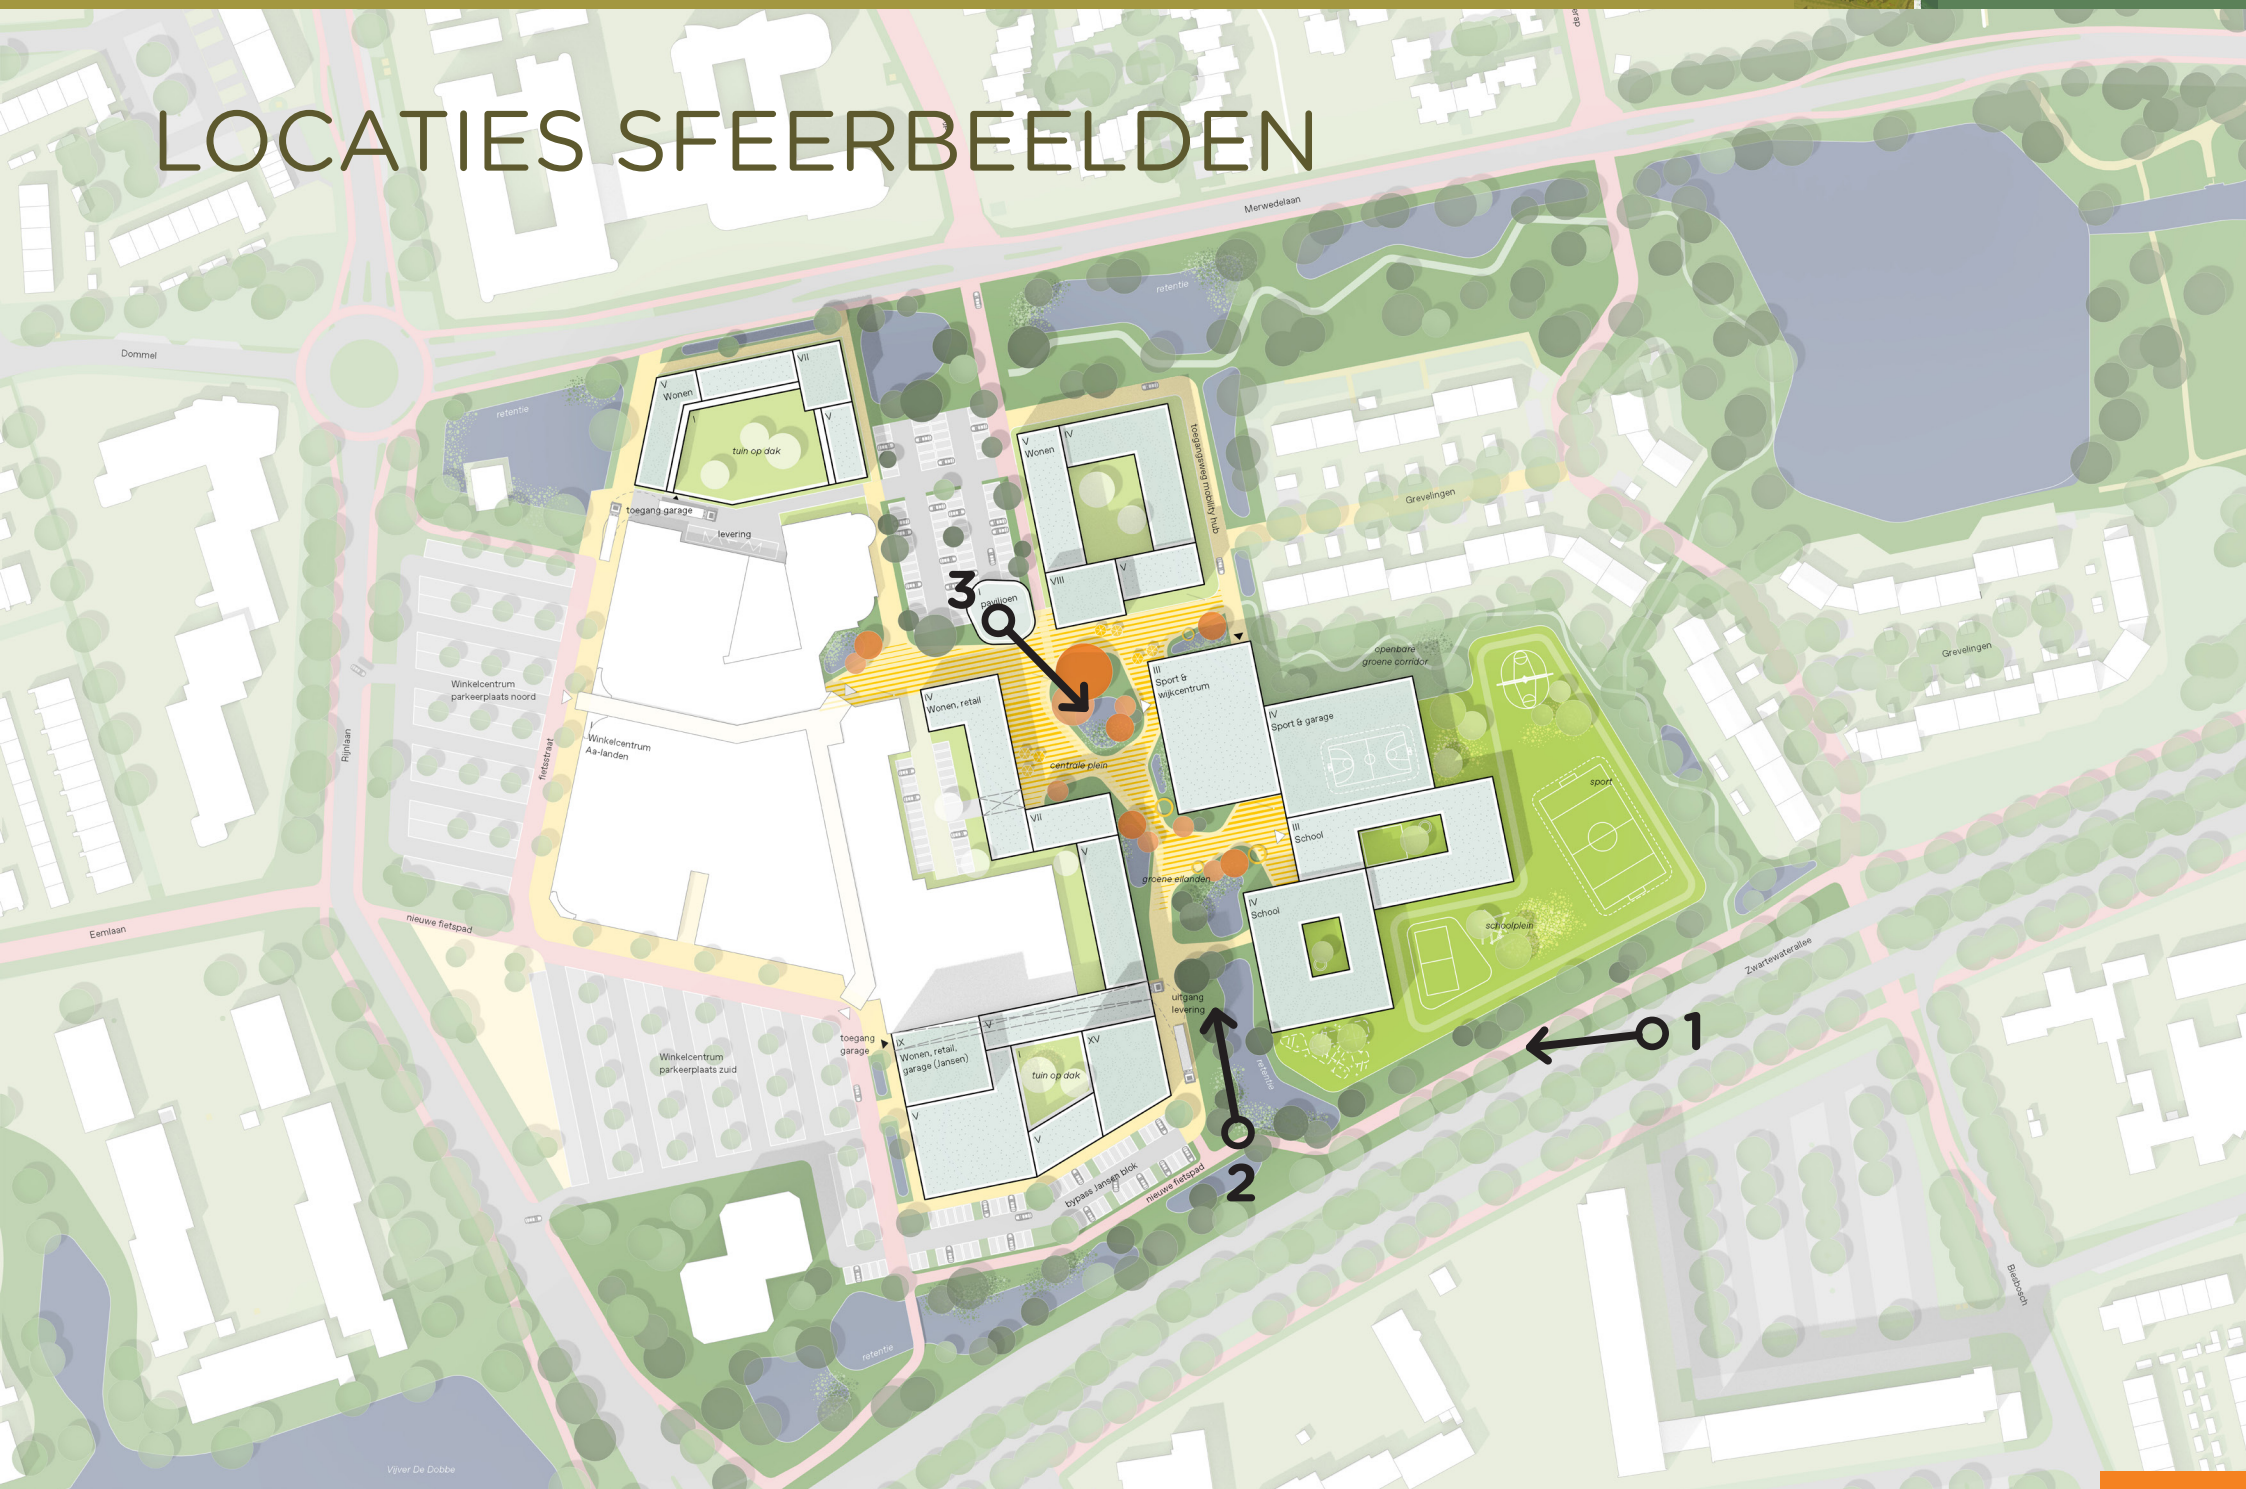 LOCATIES SFEERBEELDEN
Merwedelaan
retentie
Dommel
retentie
V
Wonen
VII
I
V
tuin op dak
toegang garage
levering
V
Wonen
IV
VIII
V
toegangsweg mobility hub
Grevelingen
Grevelingen
3
paviljoen
openbare
groene corridor
III
Sport &
wijkcentrum
IV
Sport & garage
IV
Wonen, retail
centrale plein
VII
V
III
School
IV
School
groene eilanden
sport
schoolplein
Winkelcentrum
parkeerplaats noord
Rijnlaan
fietsstraat
Winkelcentrum
Aa-landen
Eemlaan
nieuwe fietspad
Zwartewaterallee
1
uitgang
levering
retentie
2
toegang
garage
IX
Wonen, retail,
garage (Jansen)
V
XV
I
tuin op dak
V
V
Winkelcentrum
parkeerplaats zuid
bypass Jansen blok
nieuwe fietspad
retentie
Biesbosch
Vijver De Dobbe